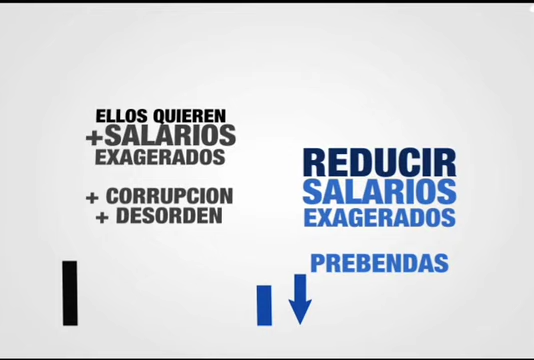 ELLOS QUIEREN
+SALARIOS
EXAGERADOS
+ CORRUPCION
+ DESORDEN
REDUCIR
SALARIOS
EXAGERADOS
PREBENDAS